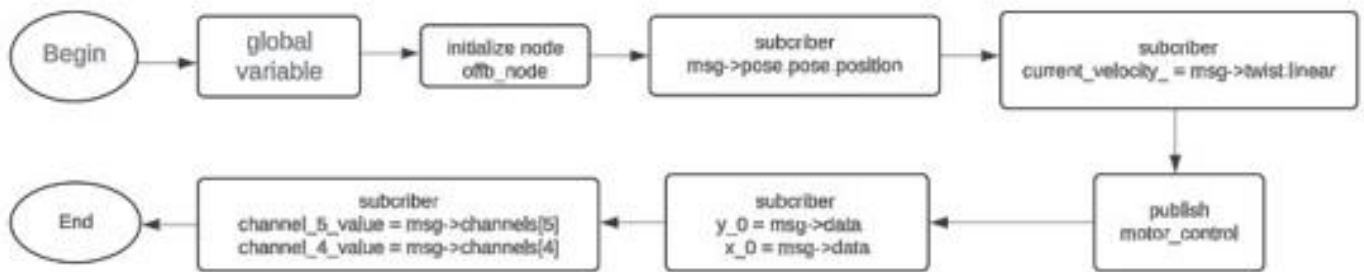 Begin
global
variable
initialize node
offb_node
subcriber
msg->pose.pose.position
subcriber
current_velocity_ = msg->twist.linear
publish
motor_control
subcriber
y_0 = msg->data
x_0 = msg->data
subcriber
channel_5_value = msg->channels[5]
channel_4_value = msg->channels[4]
End